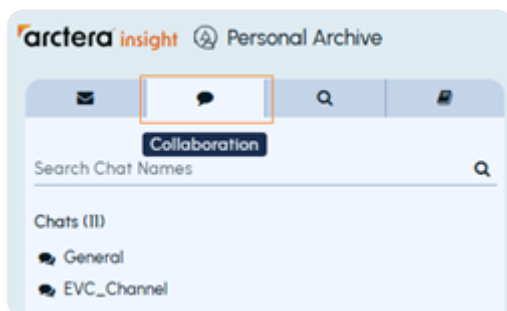 arctera insight Personal Archive
Collaboration
Search Chat Names
Chats (11)
General
EVC_Channel